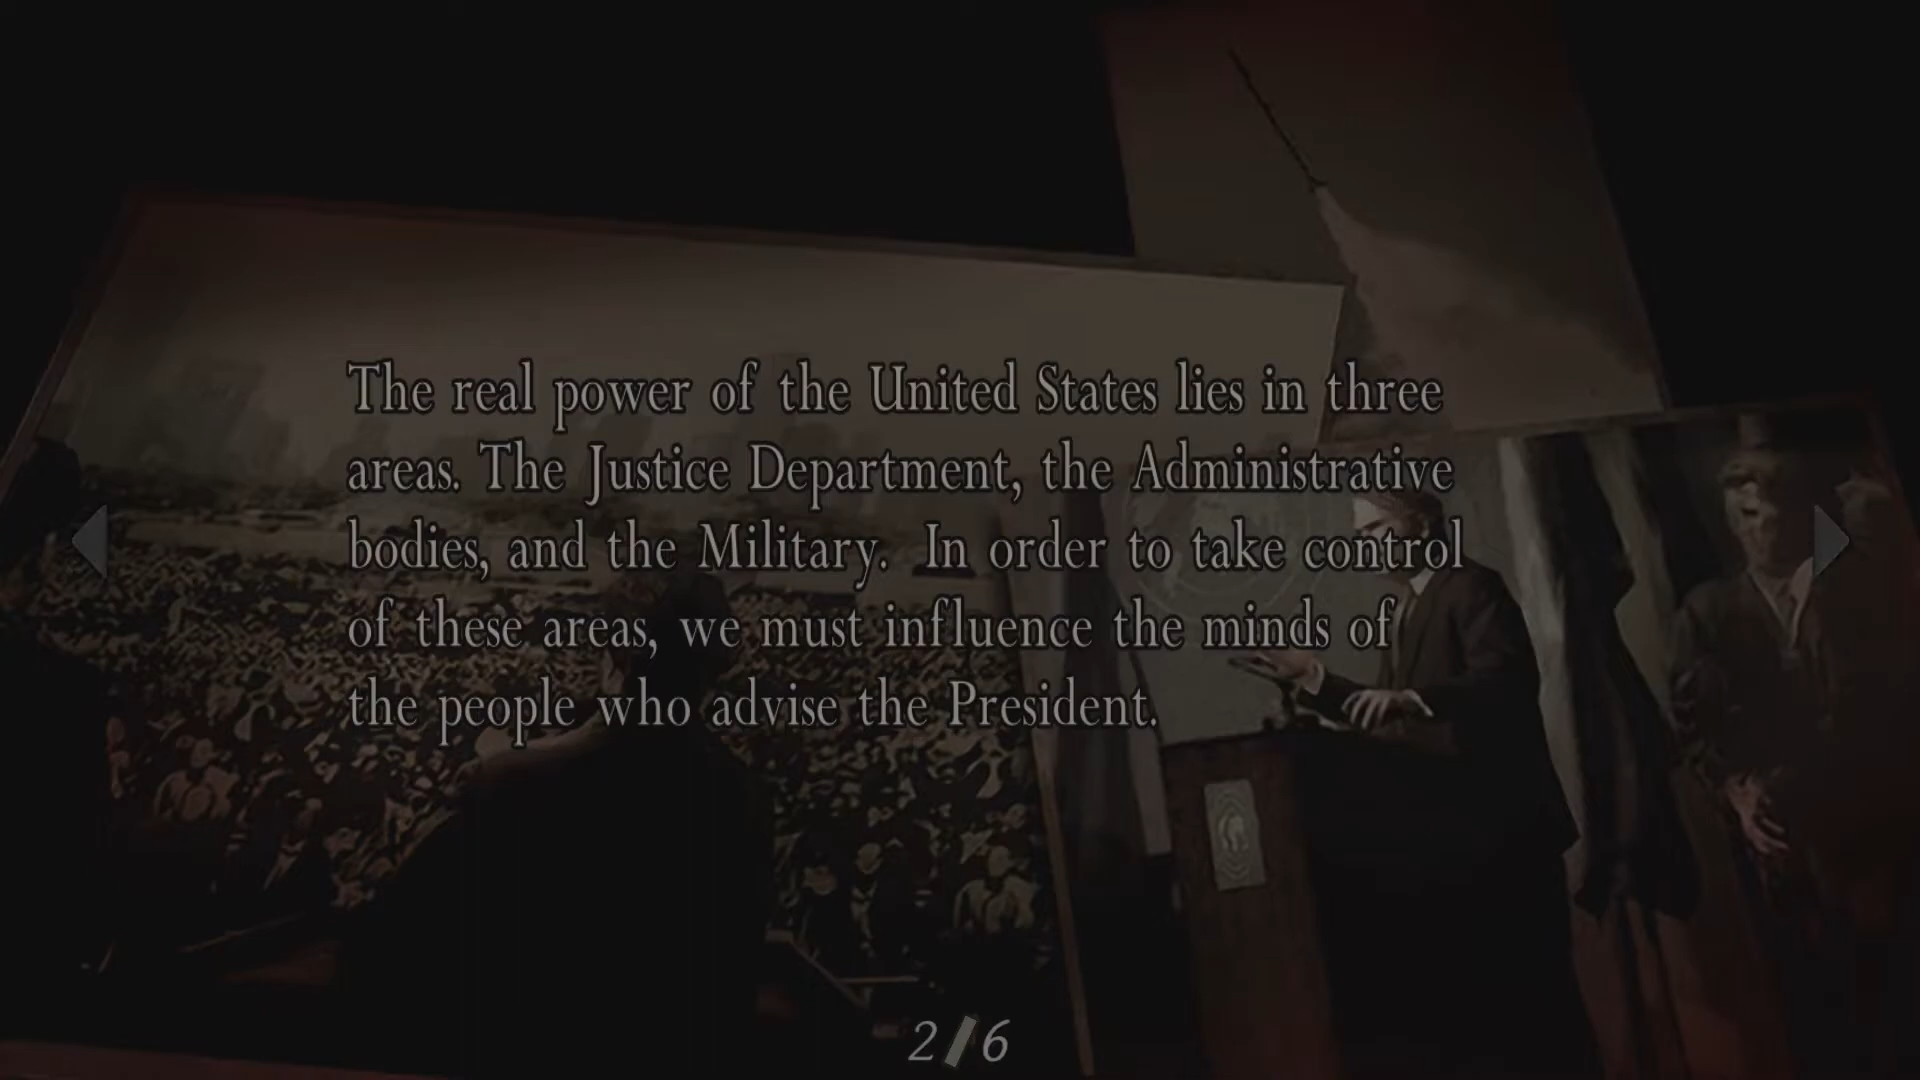 The real power of the United States lies in three
areas. The Justice Department, the Administrative
bodies, and the Military.  In order to take control
of these areas, we must influence the minds of
the people who advise the President.
2/6